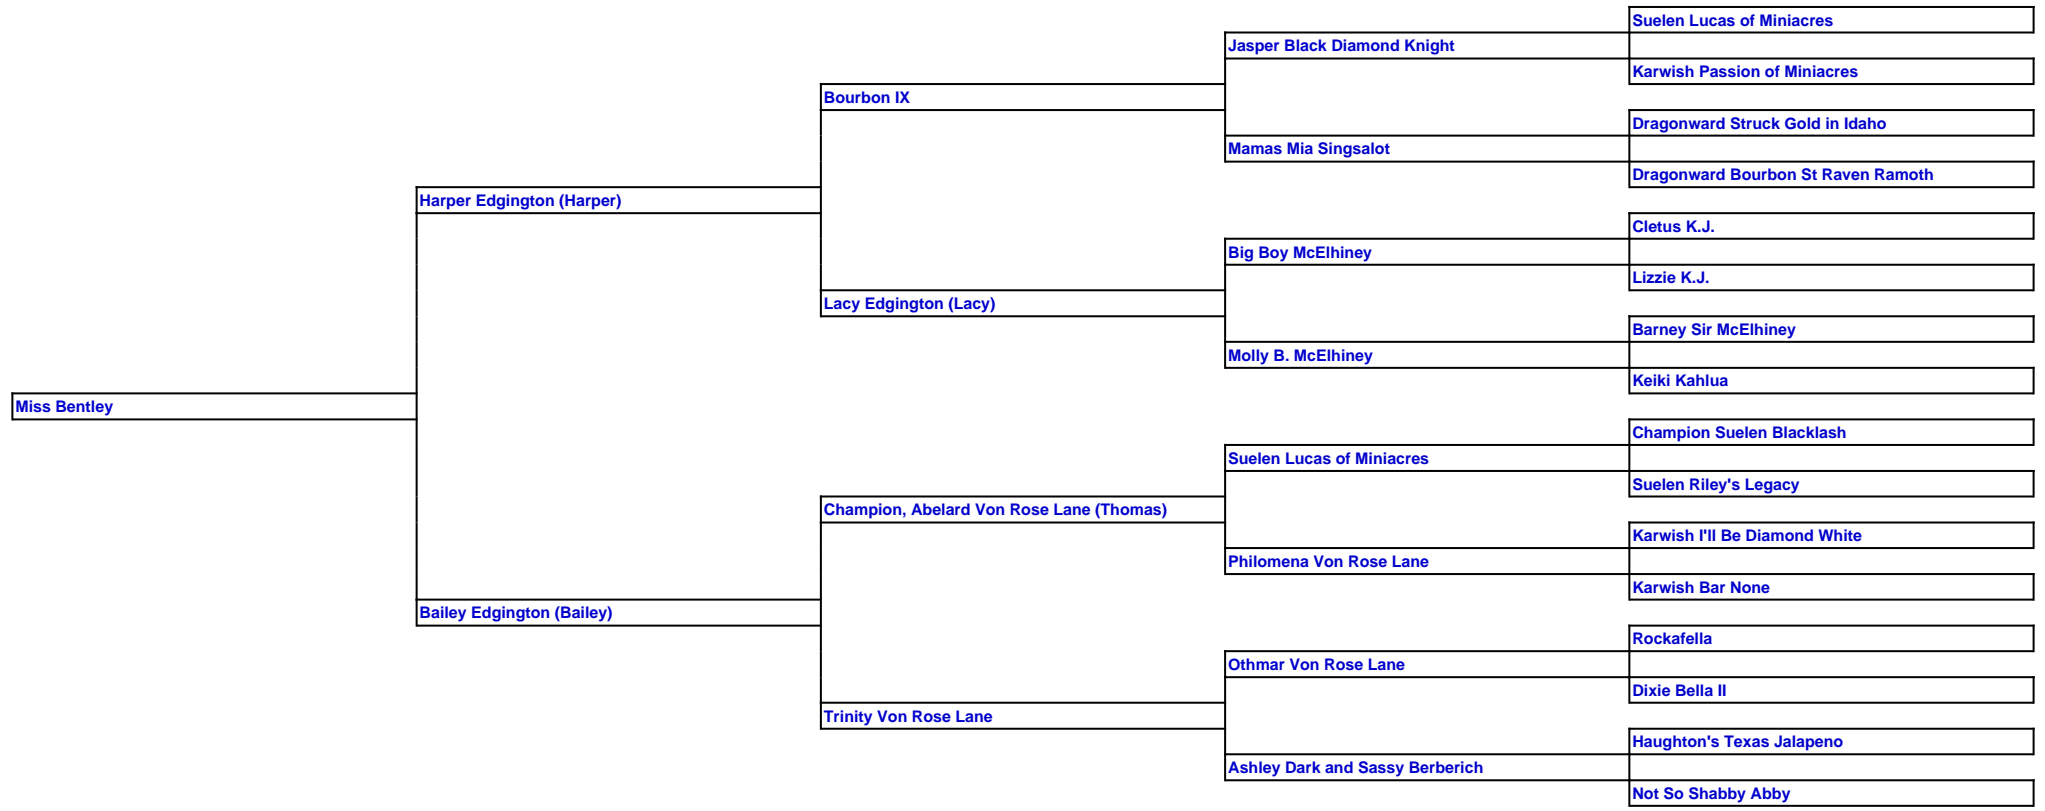 Suelen Lucas of Miniacres
Jasper Black Diamond Knight
Karwish Passion of Miniacres
Bourbon IX
Dragonward Struck Gold in Idaho
Mamas Mia Singsalot
Dragonward Bourbon St Raven Ramoth
Harper Edgington (Harper)
Cletus K.J.
Big Boy McElhiney
Lizzie K.J.
Lacy Edgington (Lacy)
Barney Sir McElhiney
Molly B. McElhiney
Keiki Kahlua
Miss Bentley
Champion Suelen Blacklash
Suelen Lucas of Miniacres
Suelen Riley's Legacy
Champion, Abelard Von Rose Lane (Thomas)
Karwish I'll Be Diamond White
Philomena Von Rose Lane
Karwish Bar None
Bailey Edgington (Bailey)
Rockafella
Othmar Von Rose Lane
Dixie Bella II
Trinity Von Rose Lane
Haughton's Texas Jalapeno
Ashley Dark and Sassy Berberich
Not So Shabby Abby